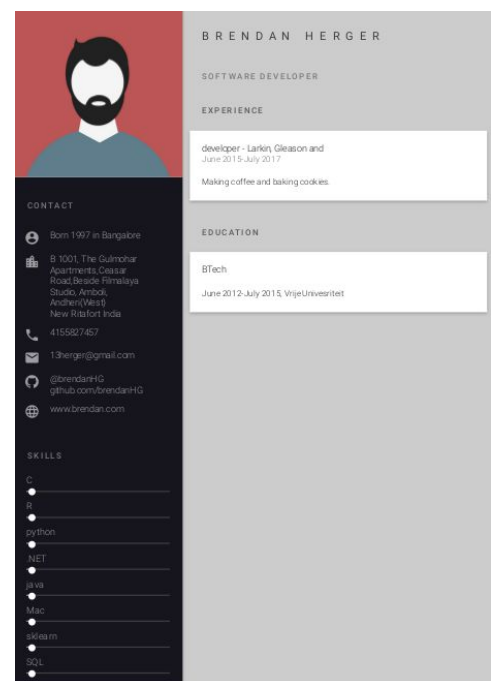 BRENDAN HERGER
SOFTWARE DEVELOPER
EXPERIENCE
developer - Larkin, Gleason and
June 2015-July 2017
Making coffee and baking cookies.
EDUCATION
BTech
June 2012-July 2015, VrijeUnivesriteit
CONTACT
Born 1997 in Bangalore
B 1001, The Gulmohar
Apartments,Ceasar
Road,Beside Filmalaya
Studio, Amboli,
Andheri(West)
New Ritafort India
4155827457
13herger@gmail.com
@brendanHG
github.com/brendanHG
www.brendan.com
SKILLS
C
R
python
.NET
java
Mac
sklearn
SQL